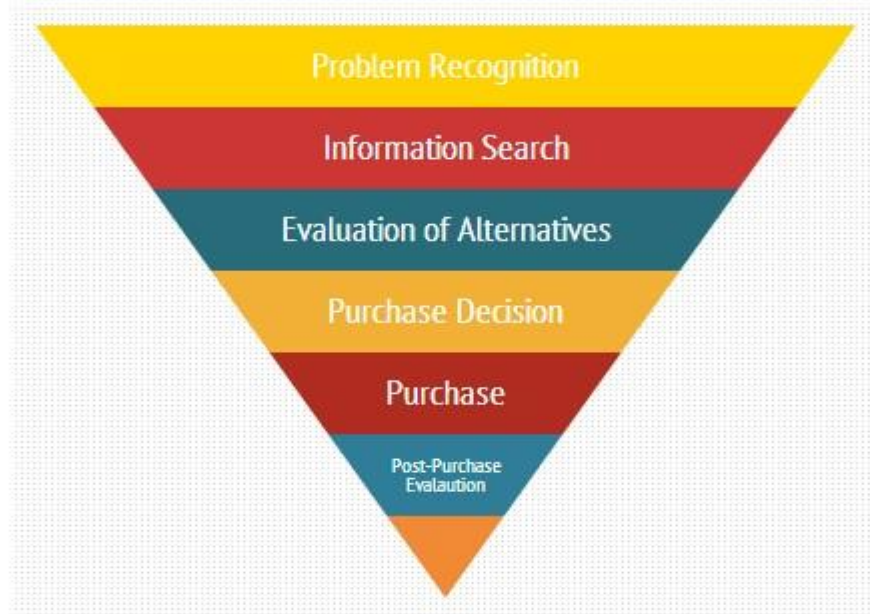 Problem Recognition
Information Search
Evaluation of Alternatives
Purchase Decision
Purchase
Post-Purchase
Evalaution